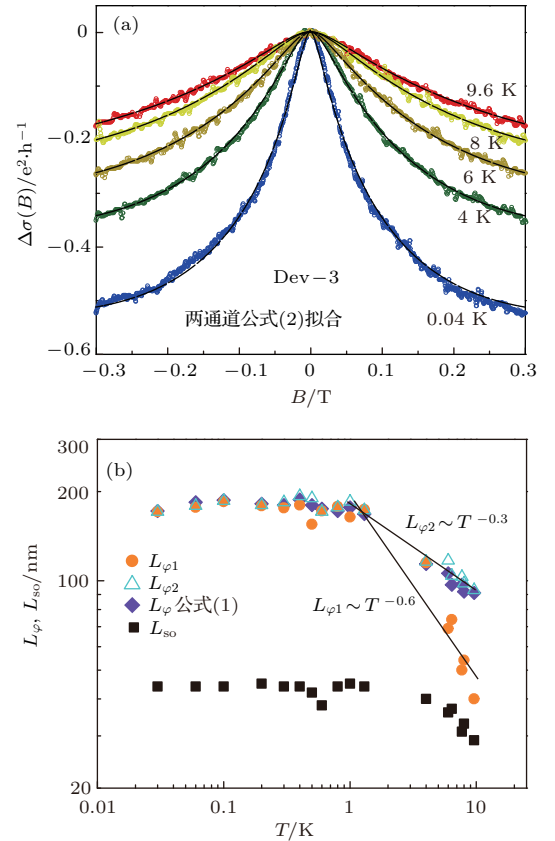 (a)
0
−0.2
−0.4
−0.6
Δσ(B)/e²·h⁻¹
9.6 K
8 K
6 K
4 K
0.04 K
Dev−3
两通道公式(2)拟合
−0.3 −0.2 −0.1 0 0.1 0.2 0.3
B/T
(b)
300
200
100
20
Lφ, Lso/nm
Lφ2∼T −0.3
Lφ1∼T −0.6
Lφ1
Lφ2
Lφ 公式(1)
Lso
0.01 0.1 1 10
T/K